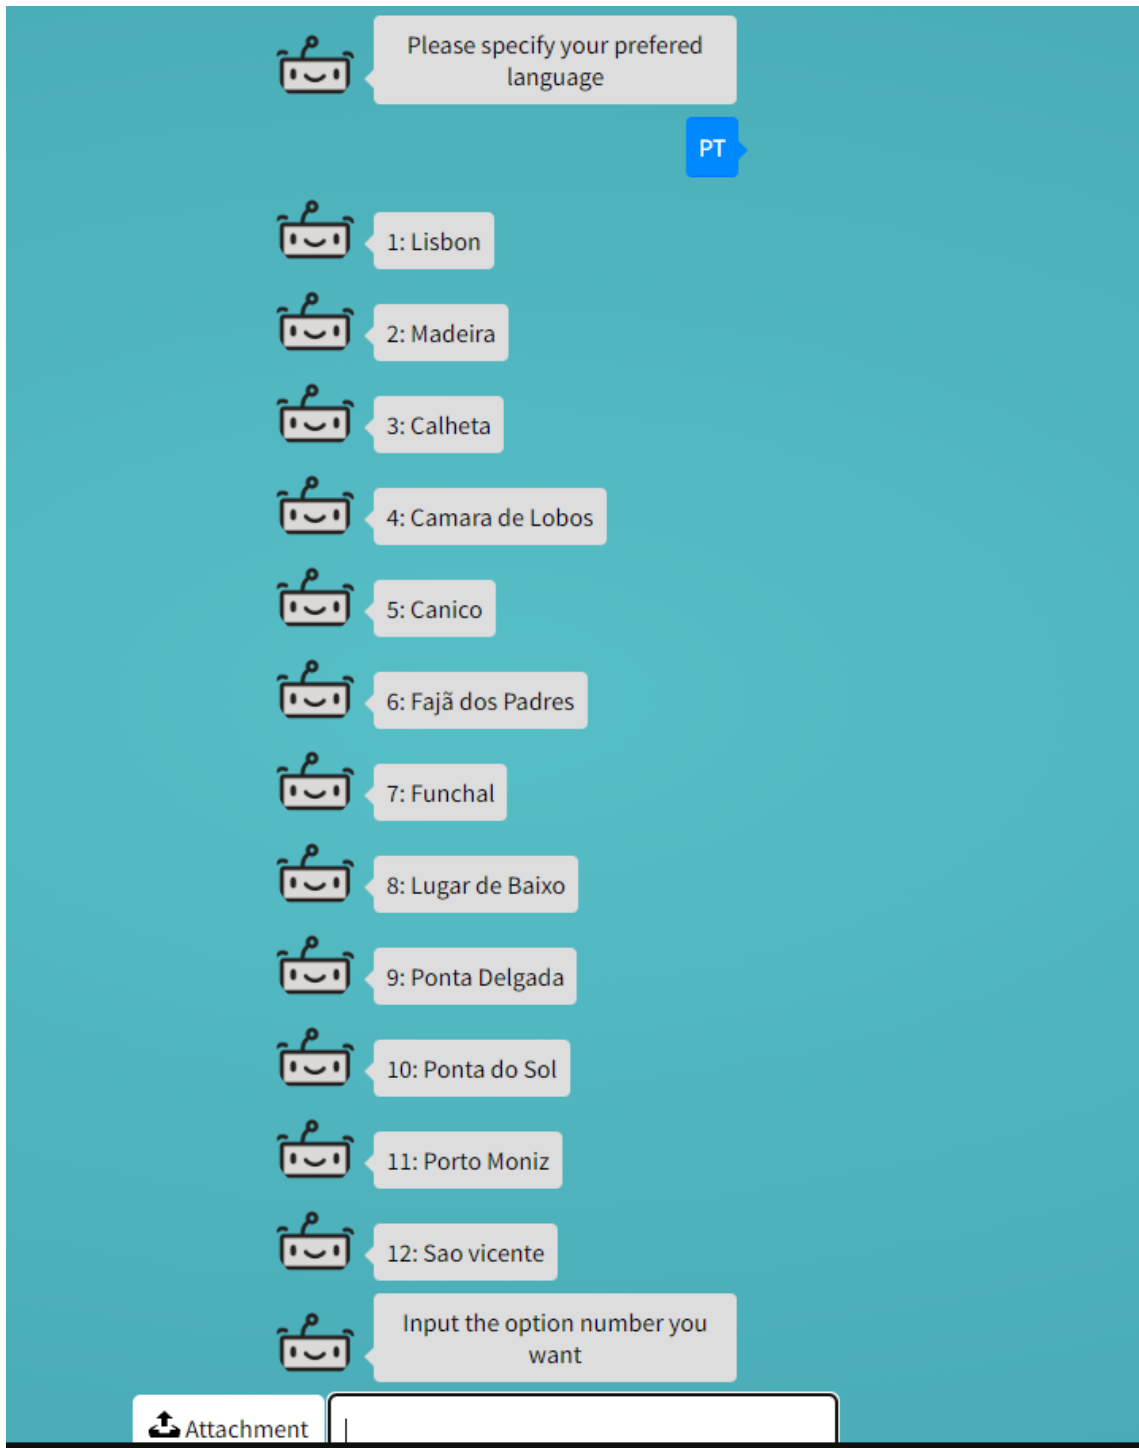 Please specify your prefered
language
PT
1: Lisbon
2: Madeira
3: Calheta
4: Camara de Lobos
5: Canico
6: Fajã dos Padres
7: Funchal
8: Lugar de Baixo
9: Ponta Delgada
10: Ponta do Sol
11: Porto Moniz
12: Sao vicente
Input the option number you
want
Attachment